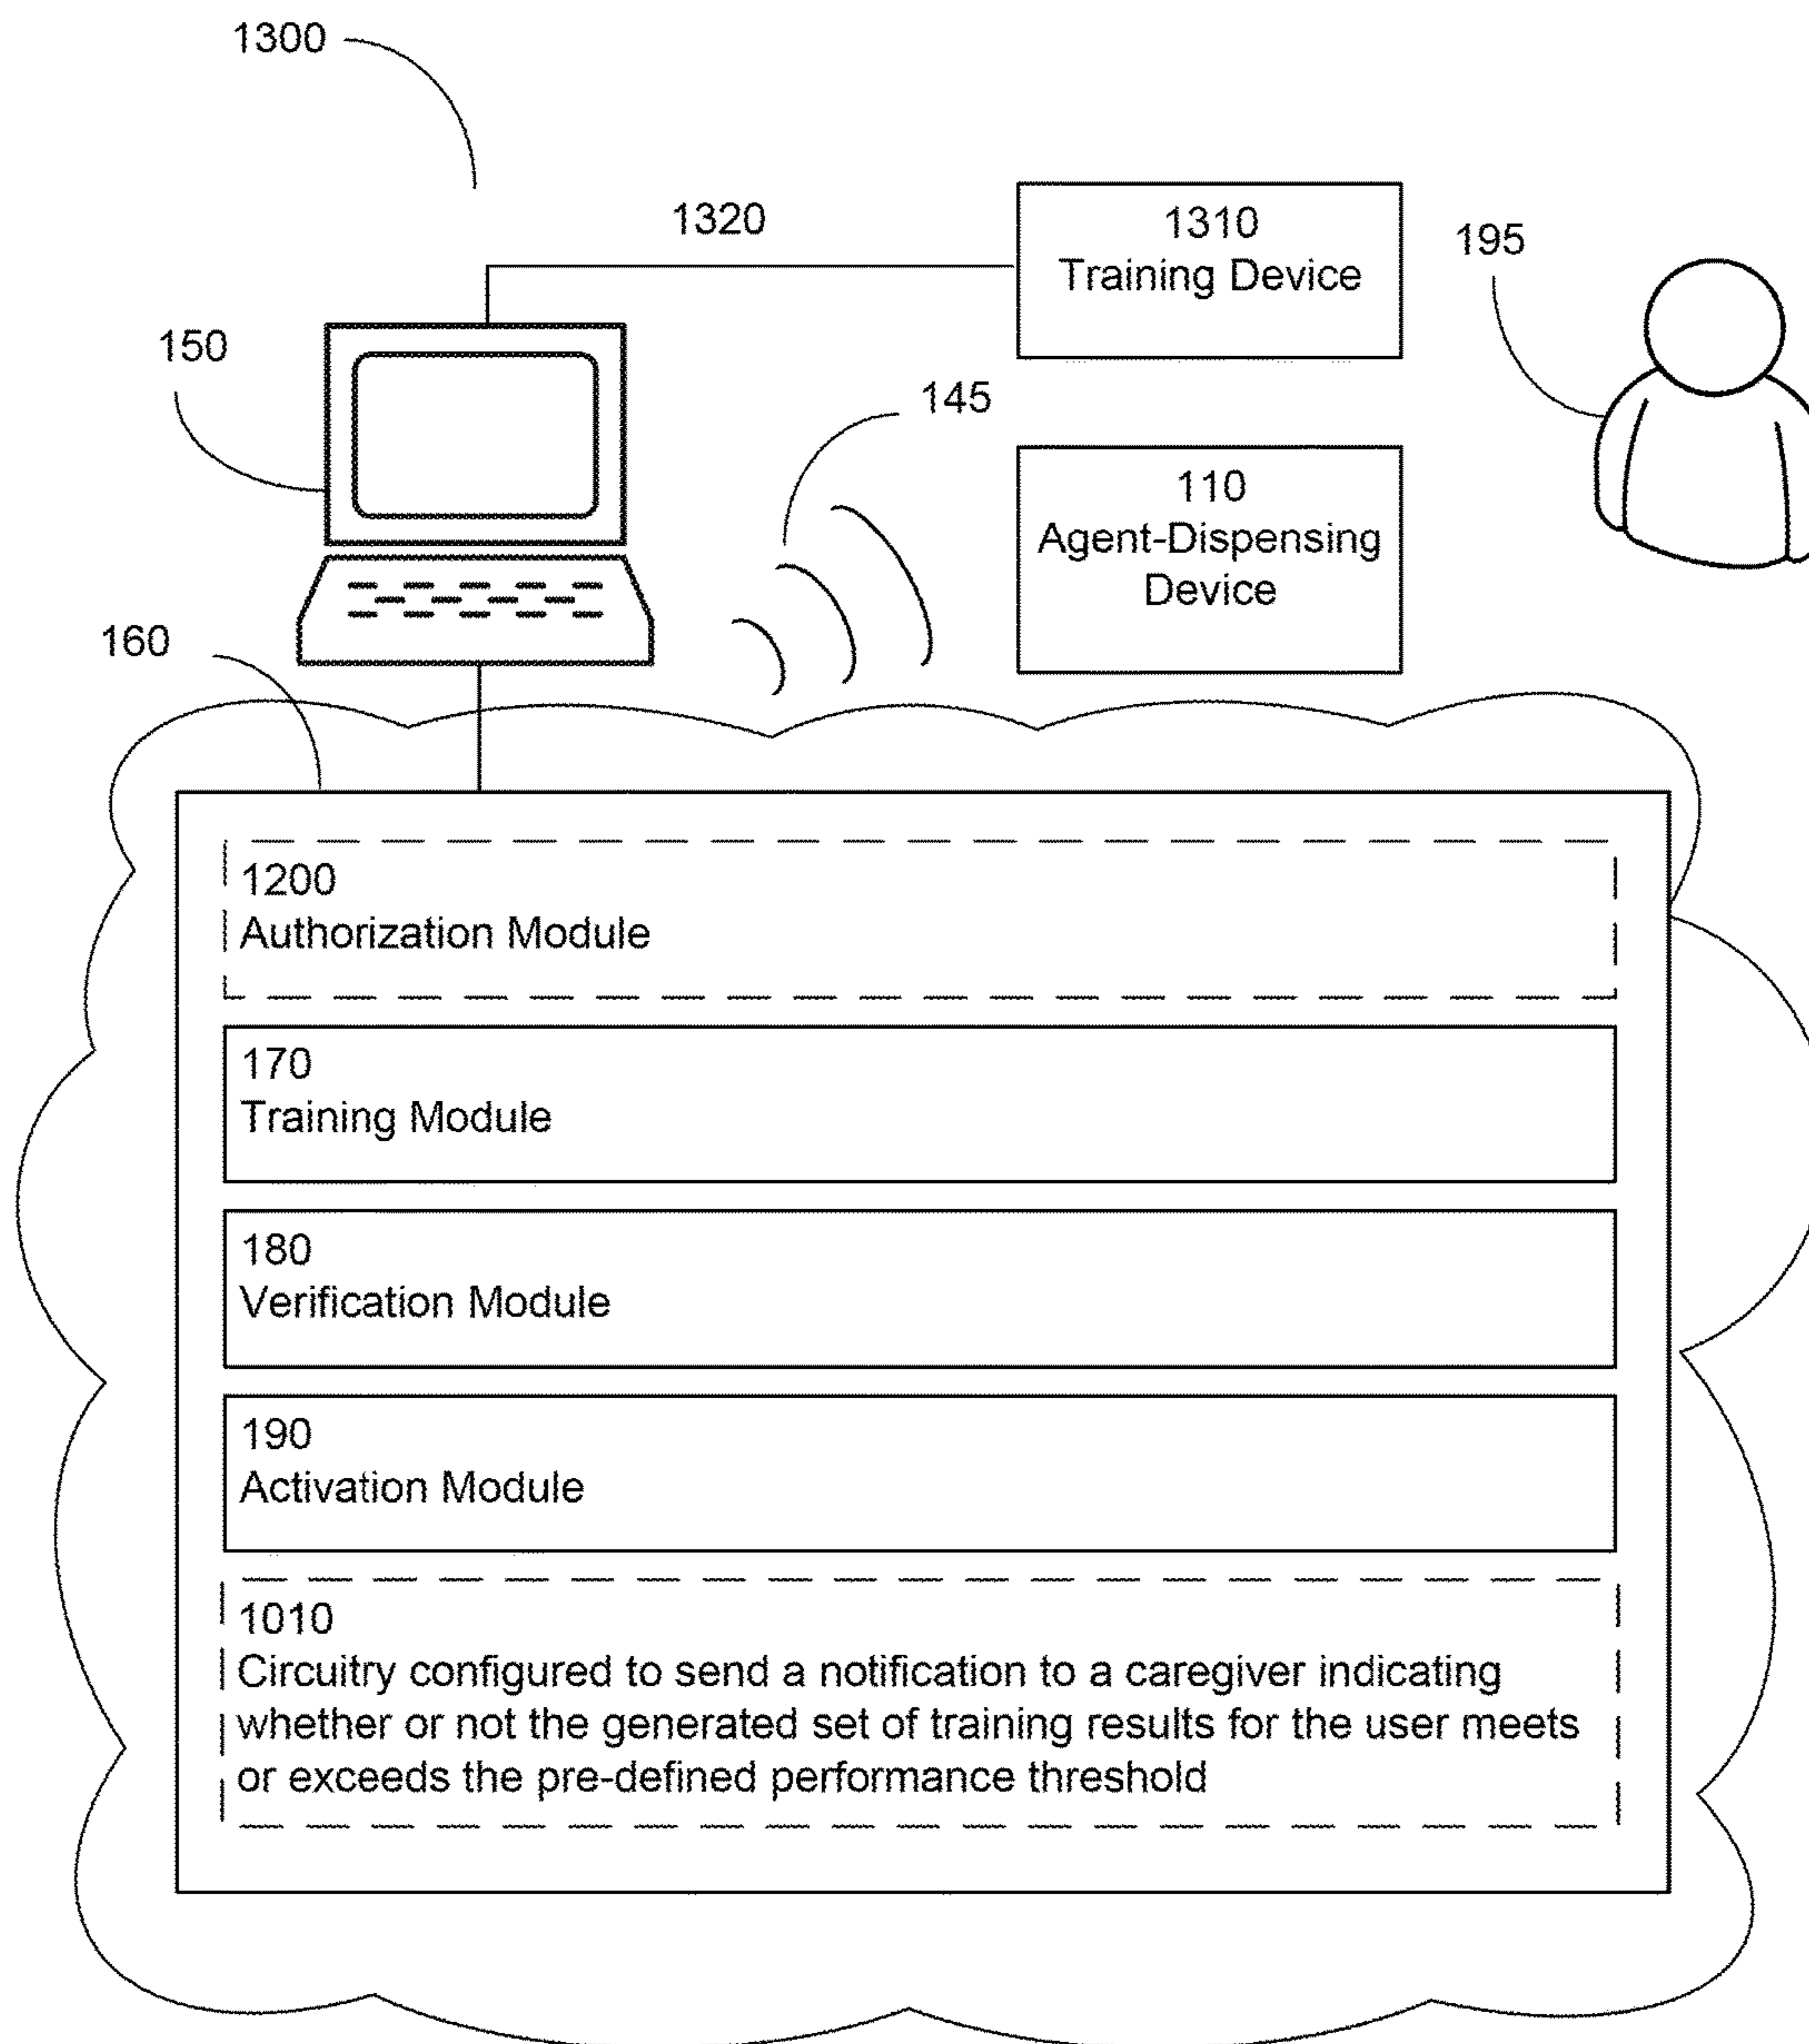 1300
1320
1310
Training Device
195
150
145
110
Agent-Dispensing
Device
160
1200
Authorization Module
170
Training Module
180
Verification Module
190
Activation Module
1010
Circuitry configured to send a notification to a caregiver indicating
whether or not the generated set of training results for the user meets
or exceeds the pre-defined performance threshold